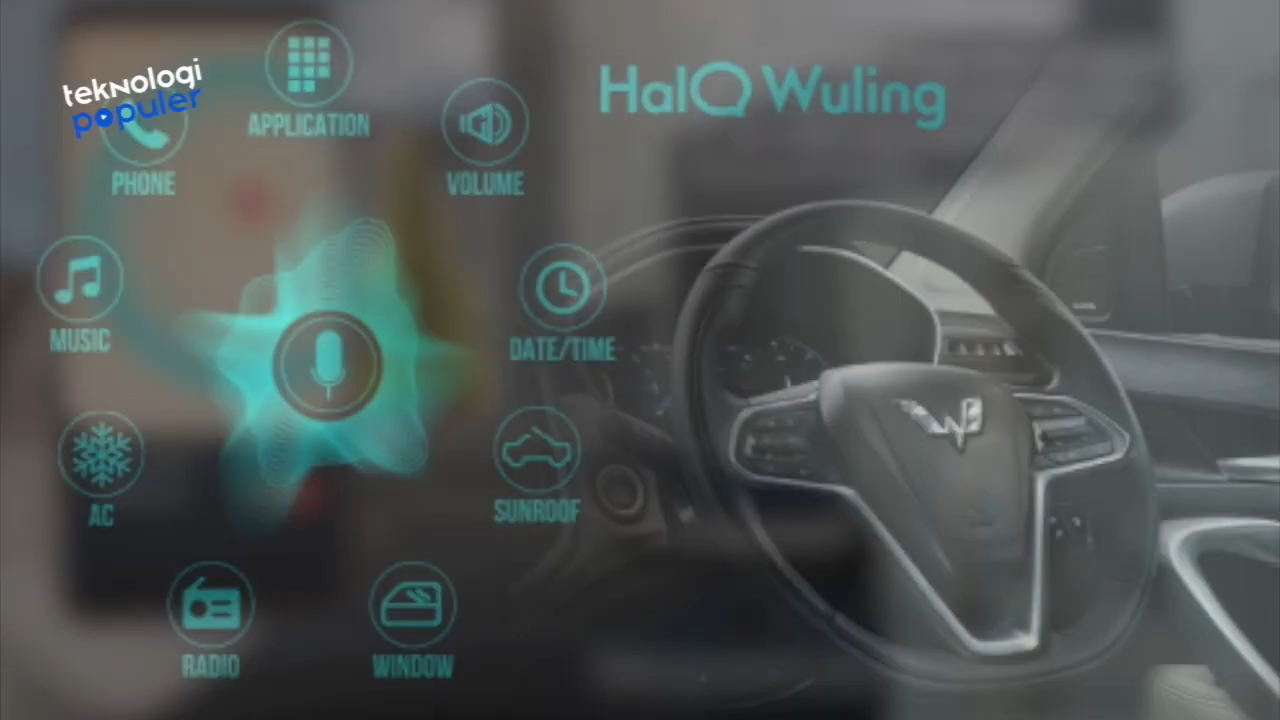 teknologi
populer
HalO Wuling
APPLICATION
PHONE
VOLUME
MUSIC
DATE/TIME
AC
SUNROOF
RADIO
WINDOW